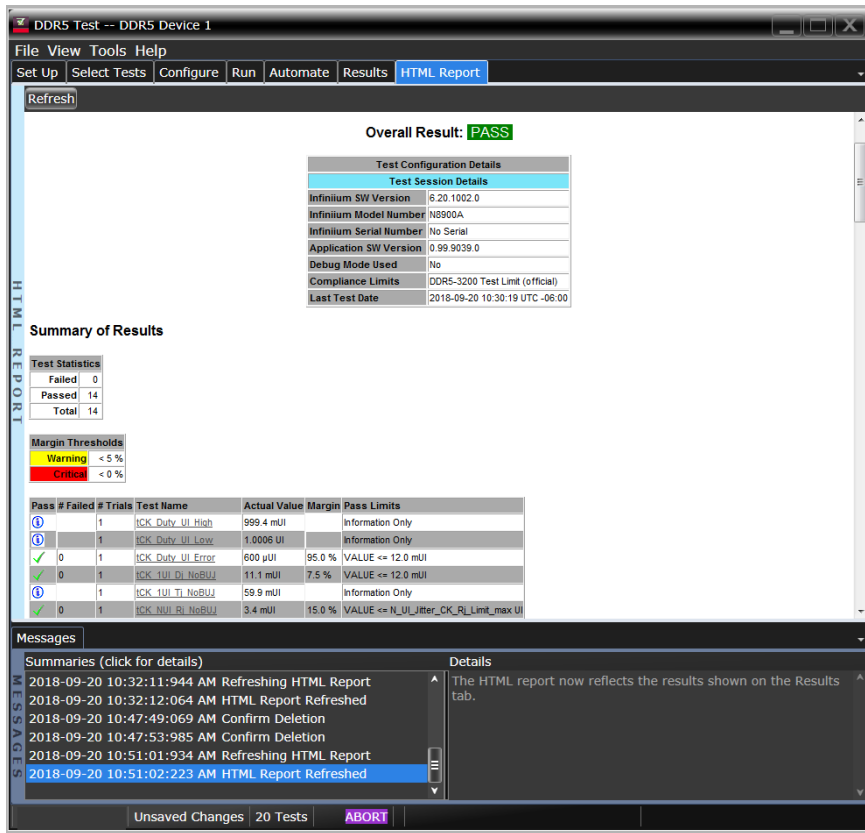 DDR5 Test -- DDR5 Device 1
File View Tools Help
Set Up Select Tests Configure Run Automate Results HTML Report
Refresh
HTML REPORT
Overall Result: PASS
Test Configuration Details
Test Session Details
Infiniium SW Version 6.20.1002.0
Infiniium Model Number N8900A
Infiniium Serial Number No Serial
Application SW Version 0.99.9039.0
Debug Mode Used No
Compliance Limits DDR5-3200 Test Limit (official)
Last Test Date 2018-09-20 10:30:19 UTC -06:00
Summary of Results
Test Statistics
Failed 0
Passed 14
Total 14
Margin Thresholds
Warning < 5 %
Critical < 0 %
Pass # Failed # Trials Test Name Actual Value Margin Pass Limits
1 tCK_Duty_UI_High 999.4 mUI Information Only
1 tCK_Duty_UI_Low 1.0006 UI Information Only
0 1 tCK_Duty_UI_Error 600 µUI 95.0 % VALUE <= 12.0 mUI
0 1 tCK_1UI_Dj_NoBUJ 11.1 mUI 7.5 % VALUE <= 12.0 mUI
1 tCK_1UI_Tj_NoBUJ 59.9 mUI Information Only
0 1 tCK_NUI_Rj_NoBUJ 3.4 mUI 15.0 % VALUE <= N_UI_Jitter_CK_Rj_Limit_max UI
Messages
MESSAGES
Summaries (click for details) Details
2018-09-20 10:32:11:944 AM Refreshing HTML Report The HTML report now reflects the results shown on the Results
2018-09-20 10:32:12:064 AM HTML Report Refreshed tab.
2018-09-20 10:47:49:069 AM Confirm Deletion
2018-09-20 10:47:53:985 AM Confirm Deletion
2018-09-20 10:51:01:934 AM Refreshing HTML Report
2018-09-20 10:51:02:223 AM HTML Report Refreshed
Unsaved Changes 20 Tests ABORT